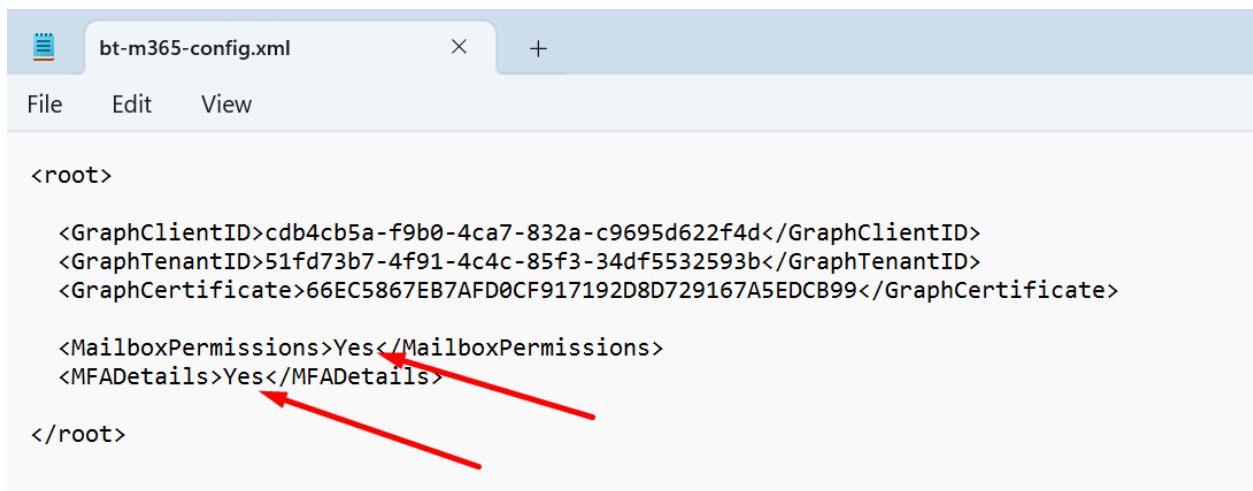 bt-m365-config.xml
File Edit View
<root>
<GraphClientID>cdb4cb5a-f9b0-4ca7-832a-c9695d622f4d</GraphClientID>
<GraphTenantID>51fd73b7-4f91-4c4c-85f3-34df5532593b</GraphTenantID>
<GraphCertificate>66EC5867EB7AFD0CF917192D8D729167A5EDCB99</GraphCertificate>
<MailboxPermissions>Yes</MailboxPermissions>
<MFADetails>Yes</MFADetails>
</root>